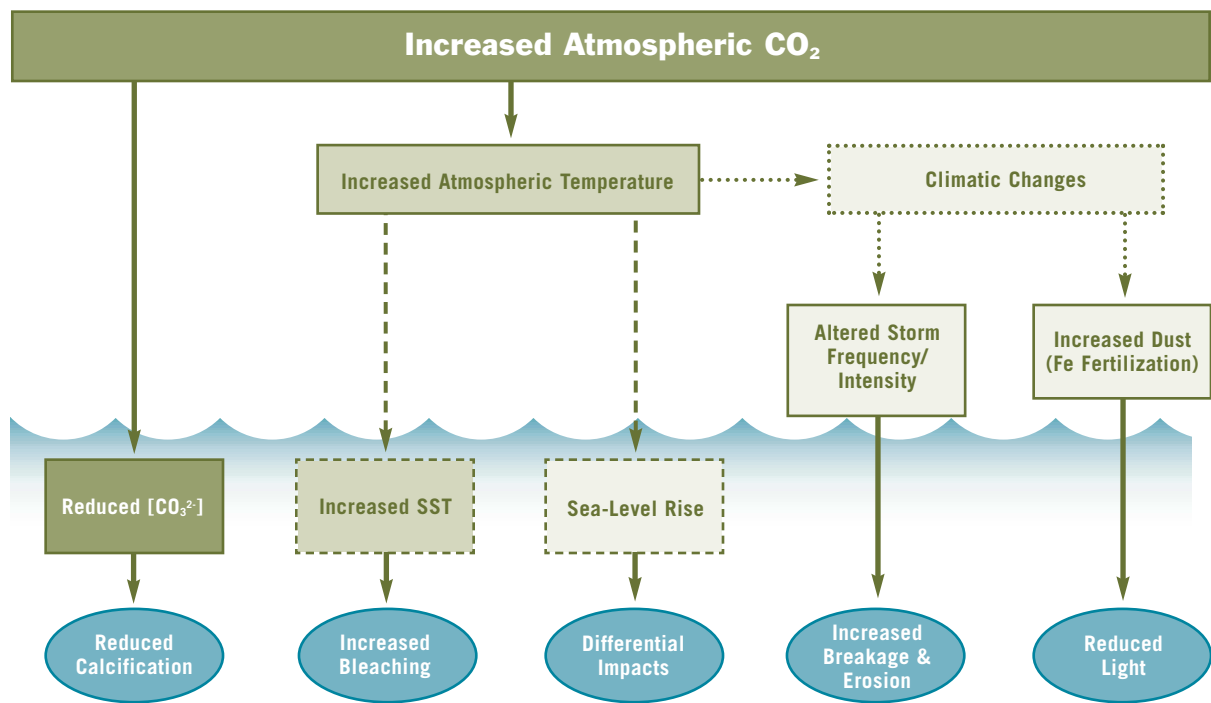 Increased Atmospheric CO₂
Increased Atmospheric Temperature
Climatic Changes
Altered Storm
Frequency/
Intensity
Increased Dust
(Fe Fertilization)
Reduced [CO₃²⁻]
Increased SST
Sea-Level Rise
Reduced
Calcification
Increased
Bleaching
Differential
Impacts
Increased
Breakage &
Erosion
Reduced
Light